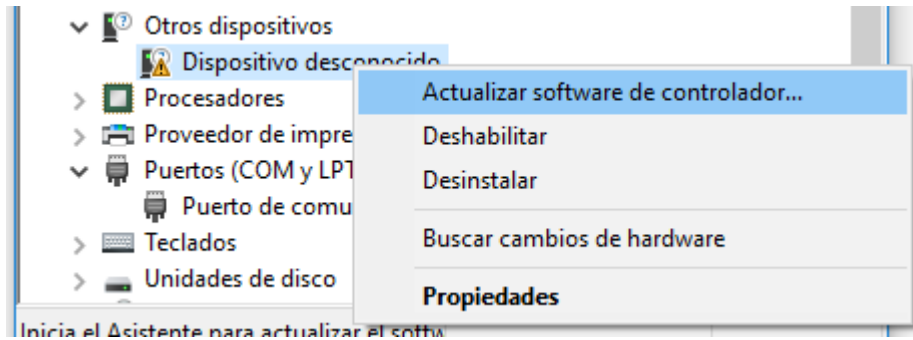 Otros dispositivos
Dispositivo desconocido
Actualizar software de controlador...
Procesadores
Proveedor de impre
Deshabilitar
Puertos (COM y LPT
Desinstalar
Puerto de comu
Teclados
Buscar cambios de hardware
Unidades de disco
Propiedades
Inicia el Asistente para actualizar el softw